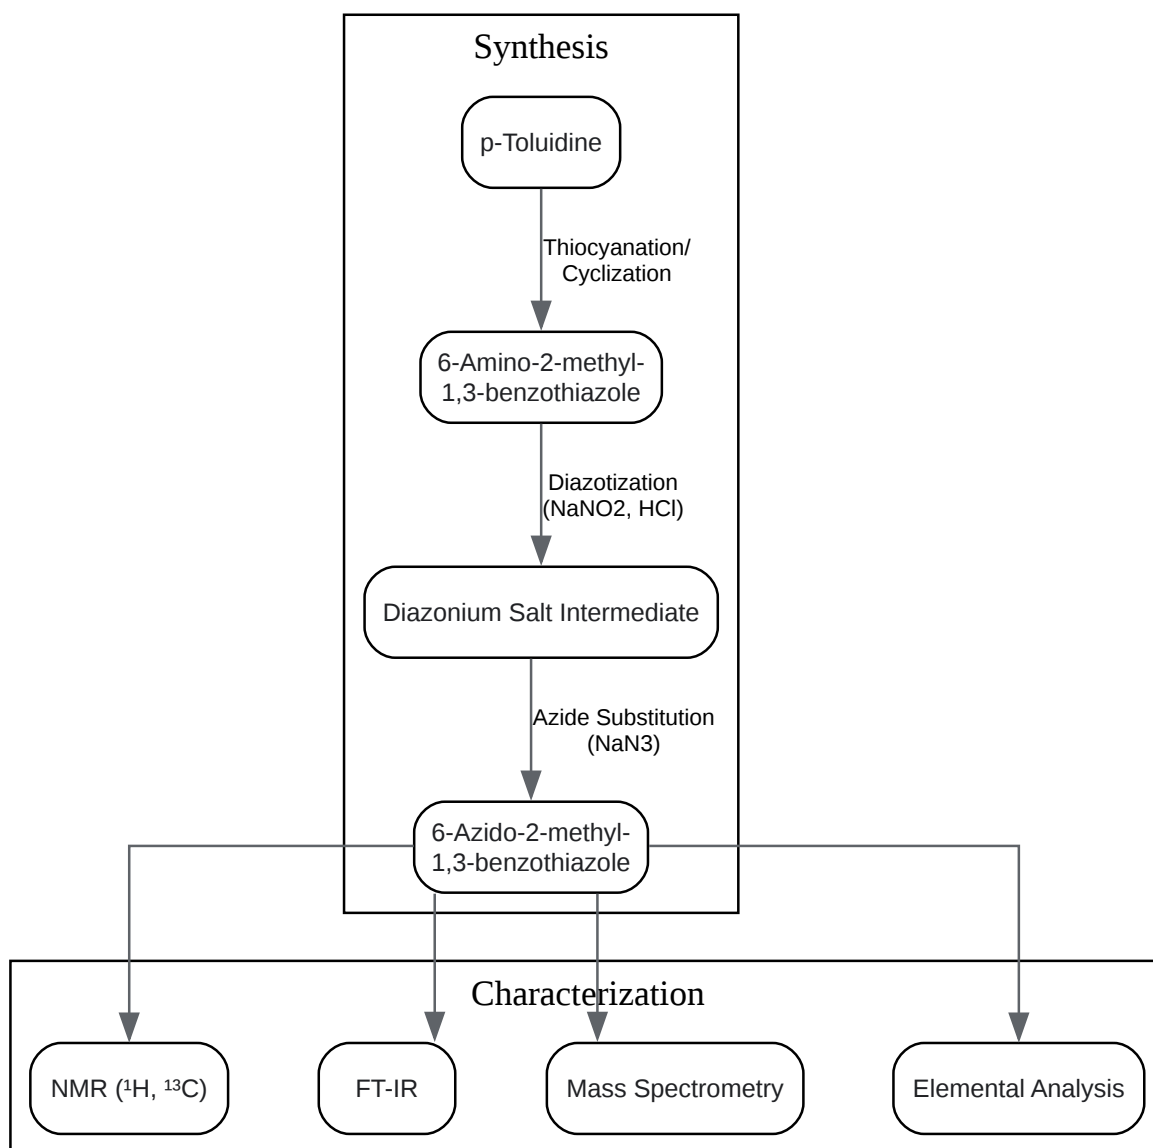 Synthesis
p-Toluidine
Thiocyanation/
Cyclization
6-Amino-2-methyl-
1,3-benzothiazole
Diazotization
(NaNO2, HCl)
Diazonium Salt Intermediate
Azide Substitution
(NaN3)
6-Azido-2-methyl-
1,3-benzothiazole
Characterization
NMR (¹H, ¹³C)
FT-IR
Mass Spectrometry
Elemental Analysis